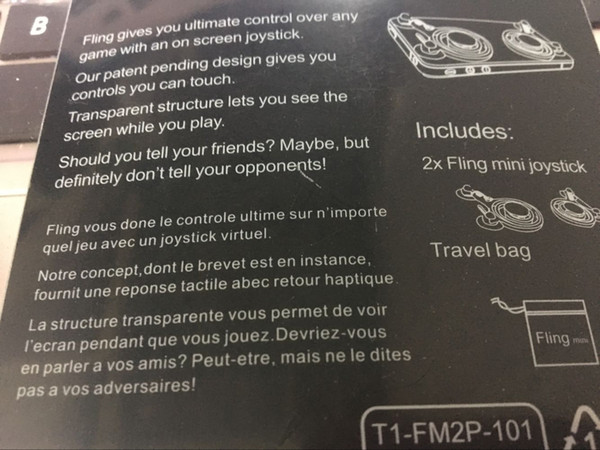 B
Fling gives you ultimate control over any
game with an on screen joystick.
Our patent pending design gives you
controls you can touch.
Transparent structure lets you see the
screen while you play.
Should you tell your friends? Maybe, but
definitely don't tell your opponents!
Fling vous done le controle ultime sur n'importe
quel jeu avec un joystick virtuel.
Notre concept,dont le brevet est en instance,
fournit une reponse tactile abec retour haptique.
La structure transparente vous permet de voir
l'ecran pendant que vous jouez.Devriez-vous
en parler a vos amis? Peut-etre, mais ne le dites
pas a vos adversaires!
Includes:
2x Fling mini joystick
Travel bag
Fling mini
T1-FM2P-101
1